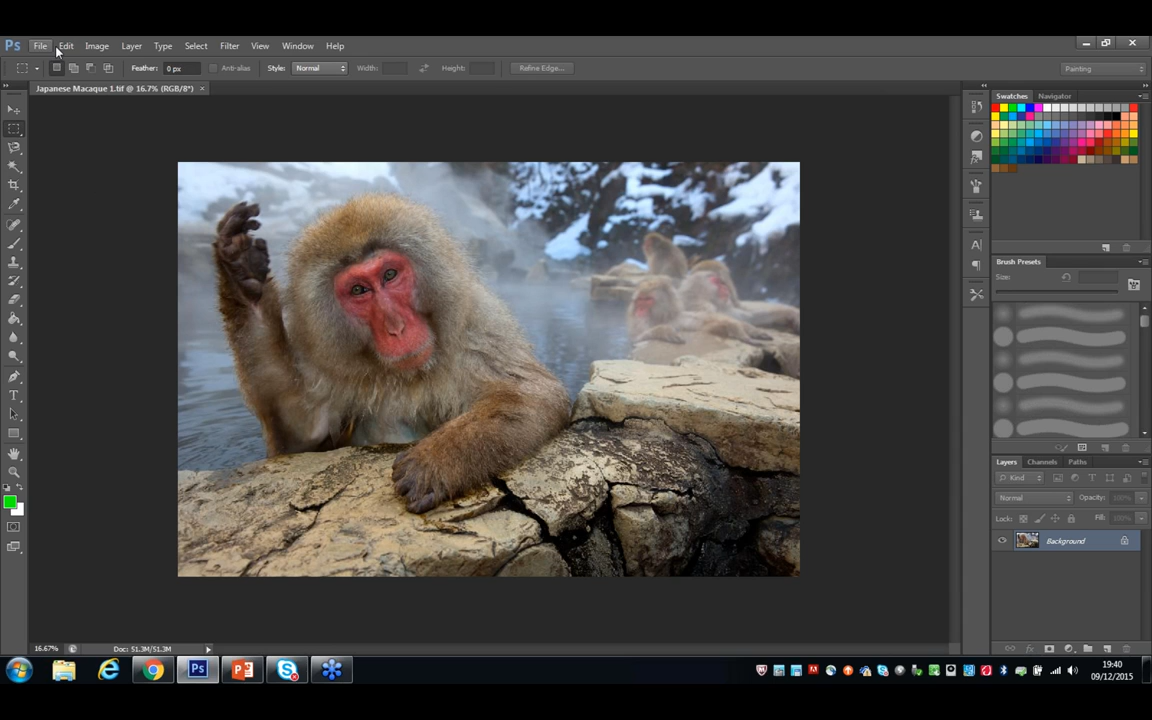 Ps File Edit Image Layer Type Select Filter View Window Help
Feather: 0 px Anti-alias Style: Normal Width: Height: Refine Edge... Painting
Japanese Macaque 1.tif @ 16.7% (RGB/8*) ×
Swatches Navigator
Brush Presets
Size:
Layers Channels Paths
Kind
Normal Opacity: 100%
Lock: Fill: 100%
Background
16.67% Doc: 51.3M/51.3M
19:40
09/12/2015